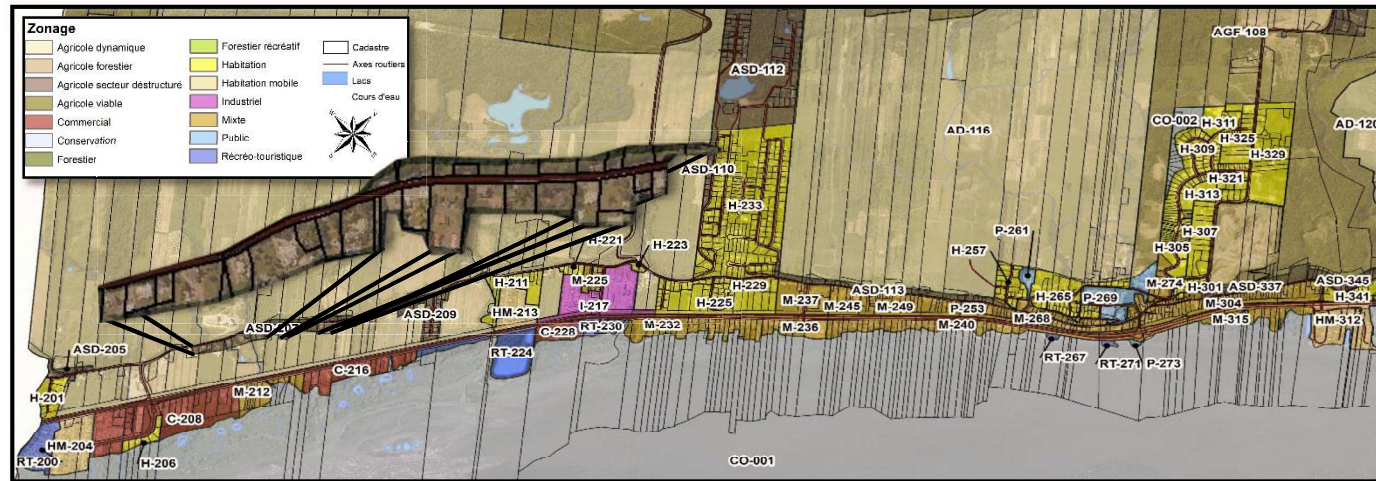 Zonage
Agricole dynamique
Agricole forestier
Agricole secteur déstructuré
Agricole viable
Commercial
Conservation
Forestier
Forestier récréatif
Habitation
Habitation mobile
Industriel
Mixte
Public
Récréo-touristique
Cadastre
Axes routiers
Lacs
Cours d'eau
AGF-108
ASD-112
CO-002
H-311
AD-116
H-325
AD-120
H-309
H-329
ASD-110
H-321
H-313
H-233
H-307
P-261
H-221
H-223
H-257
H-305
H-211
M-225
H-229
M-274
ASD-337
ASD-345
H-301
ASD-113
H-265
P-269
H-341
HM-213
I-217
H-225
M-237
M-245
M-249
P-253
M-268
M-304
ASD-209
M-315
HM-312
C-228
RT-230
M-232
M-236
M-240
RT-224
RT-267
RT-271
P-273
ASD-205
C-216
M-212
H-201
C-208
HM-204
RT-200
H-206
CO-001